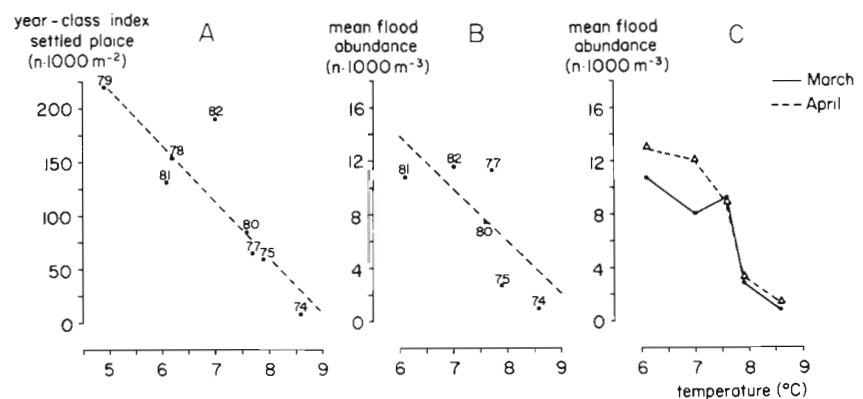 year-class index
settled plaice
(n·1000 m-2)
A
200
150
100
50
0
79
82
78
81
80
77
75
74
5
6
7
8
9
mean flood
abundance
(n·1000 m-3)
B
16
12
8
4
0
81
82
77
80
75
74
6
7
8
9
mean flood
abundance
(n·1000 m-3)
C
March
April
16
12
8
4
0
6
7
8
9
temperature (°C)